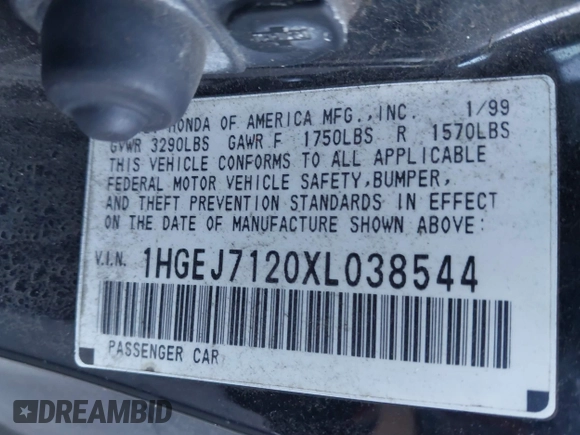 HONDA OF AMERICA MFG.,INC. 1/99
GVWR 3290LBS GAWR F 1750LBS R 1570LBS
THIS VEHICLE CONFORMS TO ALL APPLICABLE
FEDERAL MOTOR VEHICLE SAFETY,BUMPER,
AND THEFT PREVENTION STANDARDS IN EFFECT
ON THE DATE OF MANUFACTURE SHOWN ABOVE:
V.I.N. 1HGEJ7120XL038544
PASSENGER CAR
DREAMBID